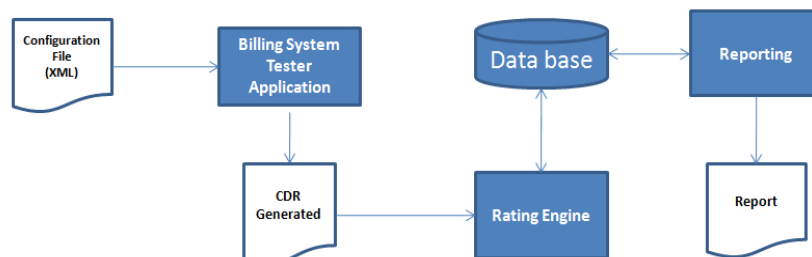 Configuration
File
(XML)
Billing System
Tester
Application
Data base
Reporting
CDR
Generated
Rating Engine
Report